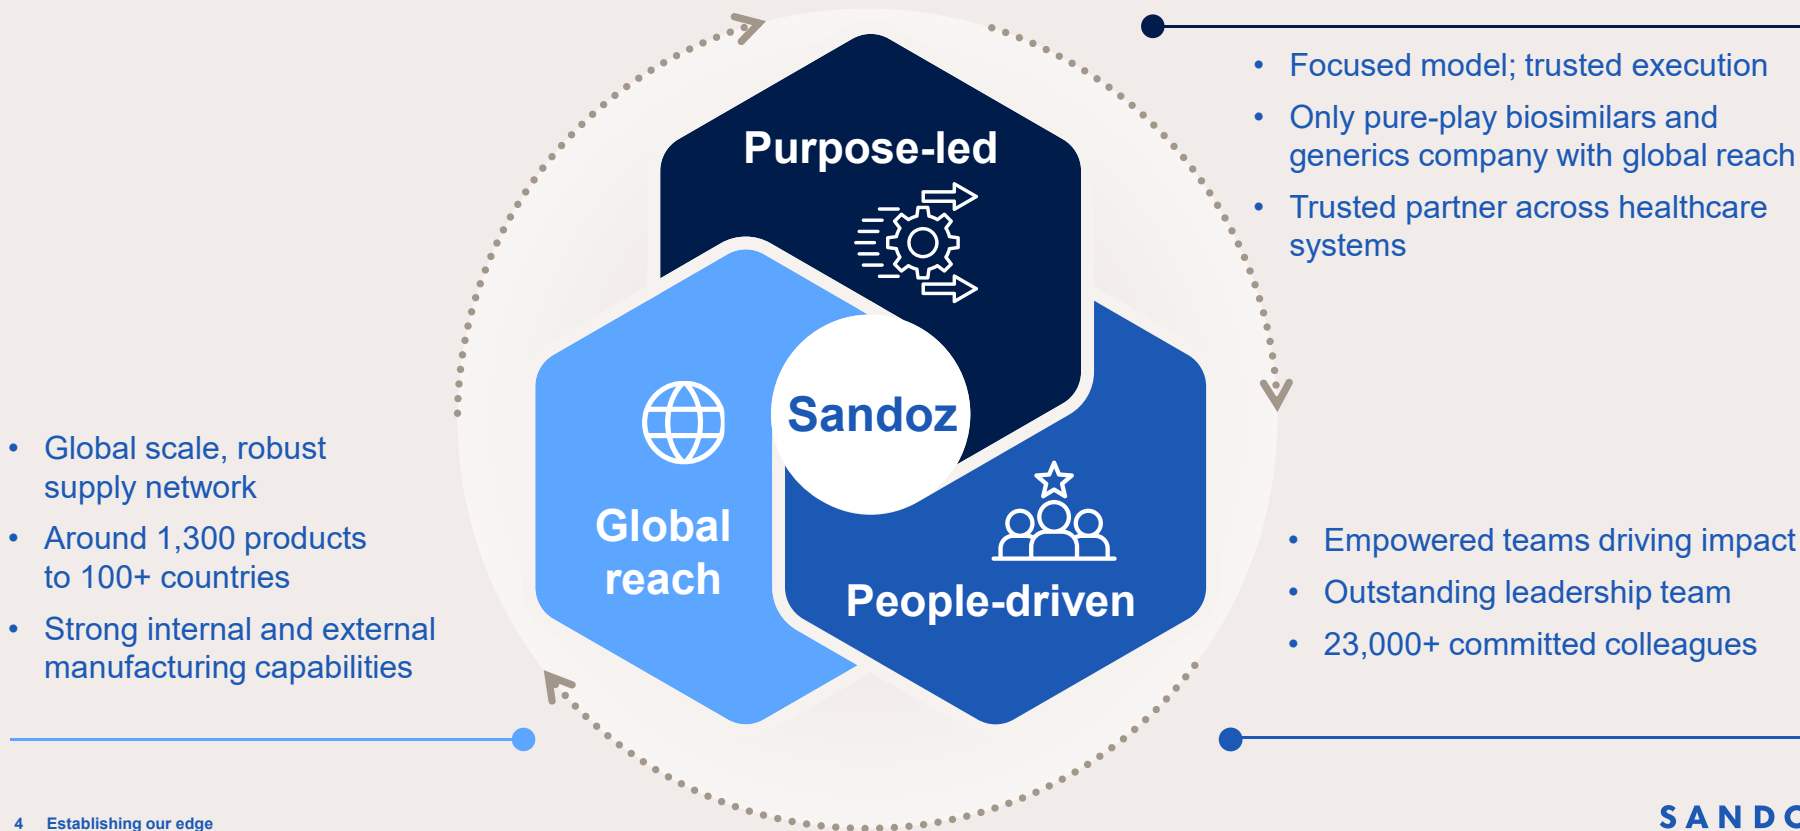 Purpose-led
• Focused model; trusted execution
• Only pure-play biosimilars and
generics company with global reach
• Trusted partner across healthcare
systems
Sandoz
• Global scale, robust
supply network
• Around 1,300 products
to 100+ countries
• Strong internal and external
manufacturing capabilities
Global
reach
People-driven
• Empowered teams driving impact
• Outstanding leadership team
• 23,000+ committed colleagues
4 Establishing our edge
SANDO